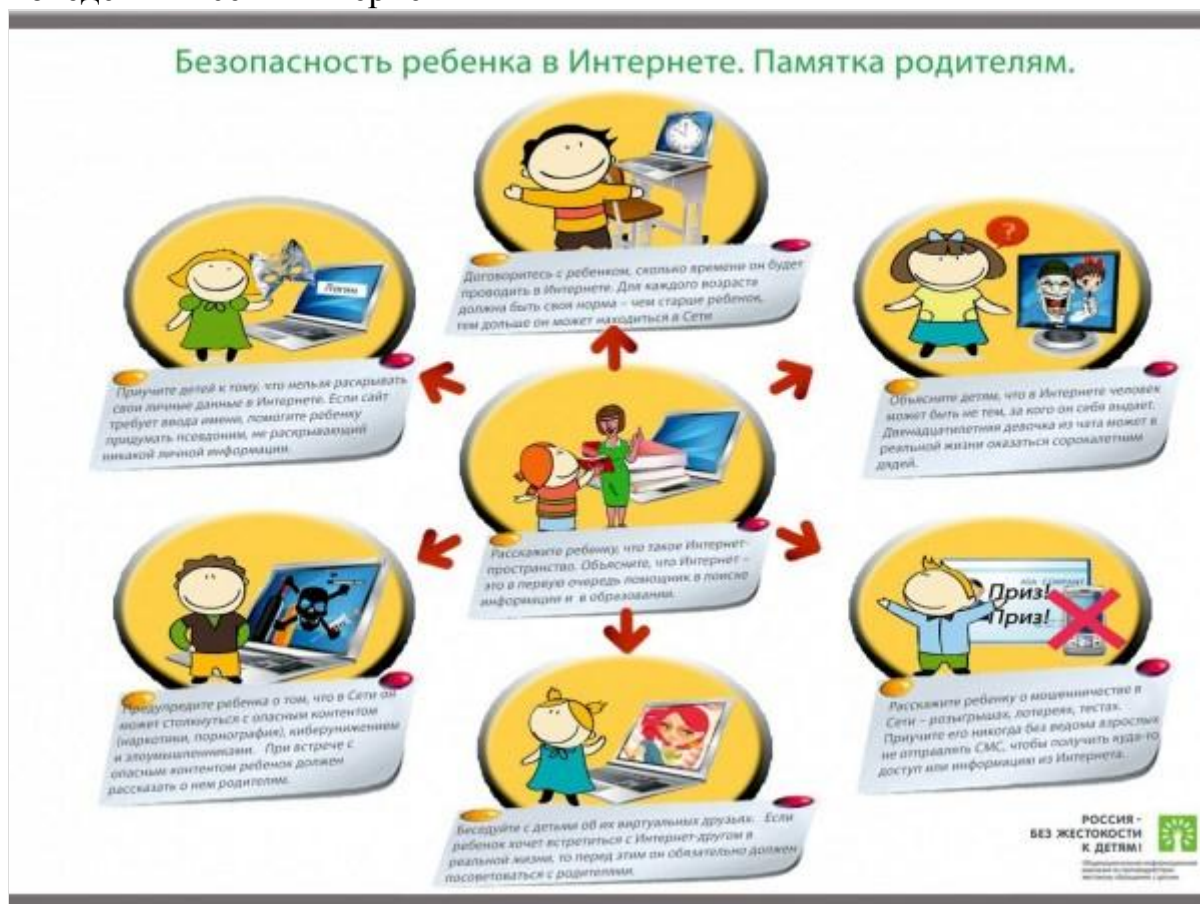 Безопасность ребенка в Интернете. Памятка родителям.
Договоритесь с ребенком, сколько времени он будет
проводить в Интернете. Для каждого возраста
должна быть своя норма – чем старше ребенок,
тем дольше он может находиться в Сети
Логин
Приучите детей к тому, что нельзя раскрывать
свои личные данные в Интернете. Если сайт
требует ввода имени, помогите ребенку
придумать псевдоним, не раскрывающий
никакой личной информации.
?
Объясните детям, что в Интернете человек
может быть не тем, за кого он себя выдает.
Двенадцатилетняя девочка из чата может в
реальной жизни оказаться сорокалетним
дядей.
Расскажите ребенку, что такое Интернет-
пространство. Объясните, что Интернет –
это в первую очередь помощник в поиске
информации и в образовании.
Предупредите ребенка о том, что в Сети он
может столкнуться с опасным контентом
(наркотики, порнография), киберунижением
и злоумышленниками. При встрече с
опасным контентом ребенок должен
рассказать о нем родителям.
Приз!
Приз!
Расскажите ребенку о мошенничестве в
Сети – розыгрышах, лотереях, тестах.
Приучите его никогда без ведома взрослых
не отправлять СМС, чтобы получить куда-то
доступ или информацию из Интернета.
Беседуйте с детьми об их виртуальных друзьях. Если
ребенок хочет встретиться с Интернет-другом в
реальной жизни, то перед этим он обязательно должен
посоветоваться с родителями.
РОССИЯ -
БЕЗ ЖЕСТОКОСТИ
К ДЕТЯМ!